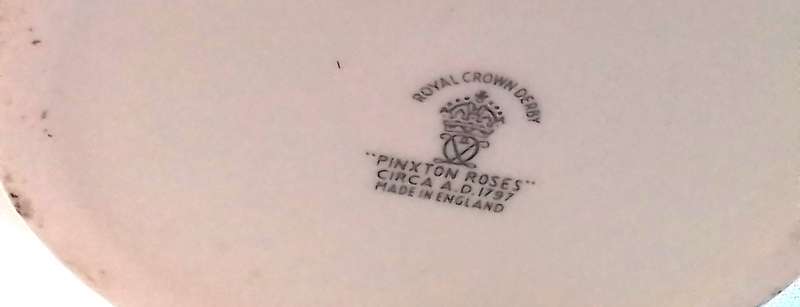 ROYAL CROWN DERBY
"PINXTON ROSES"
CIRCA A.D. 1797
MADE IN ENGLAND